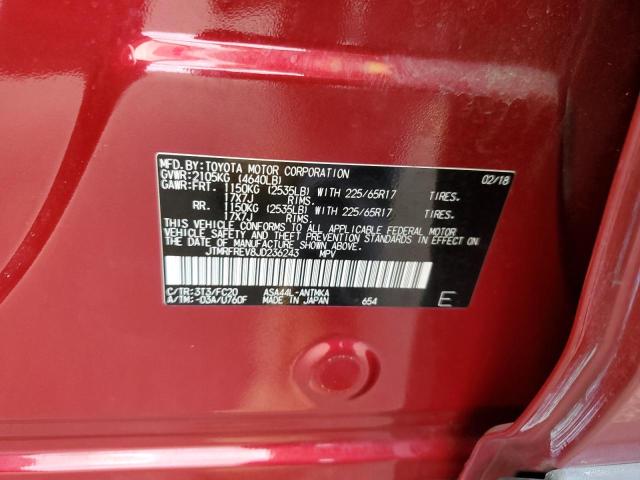 MFD. BY: TOYOTA MOTOR CORPORATION 02/18
GVWR: 2105KG (4640LB)
GAWR: FRT. 1150KG (2535LB) WITH 225/65R17 TIRES.
17X7J RIMS.
RR. 1150KG (2535LB) WITH 225/65R17 TIRES.
17X7J RIMS.
THIS VEHICLE CONFORMS TO ALL APPLICABLE FEDERAL MOTOR
VEHICLE SAFETY AND THEFT PREVENTION STANDARDS IN EFFECT
ON THE DATE OF MANUFACTURE SHOWN ABOVE.
JTMRFREV8JD236243 MPV
C/TR: 3T3/FC20 ASA44L-ANTMKA
A/TM: -03A/U760F MADE IN JAPAN 654 E